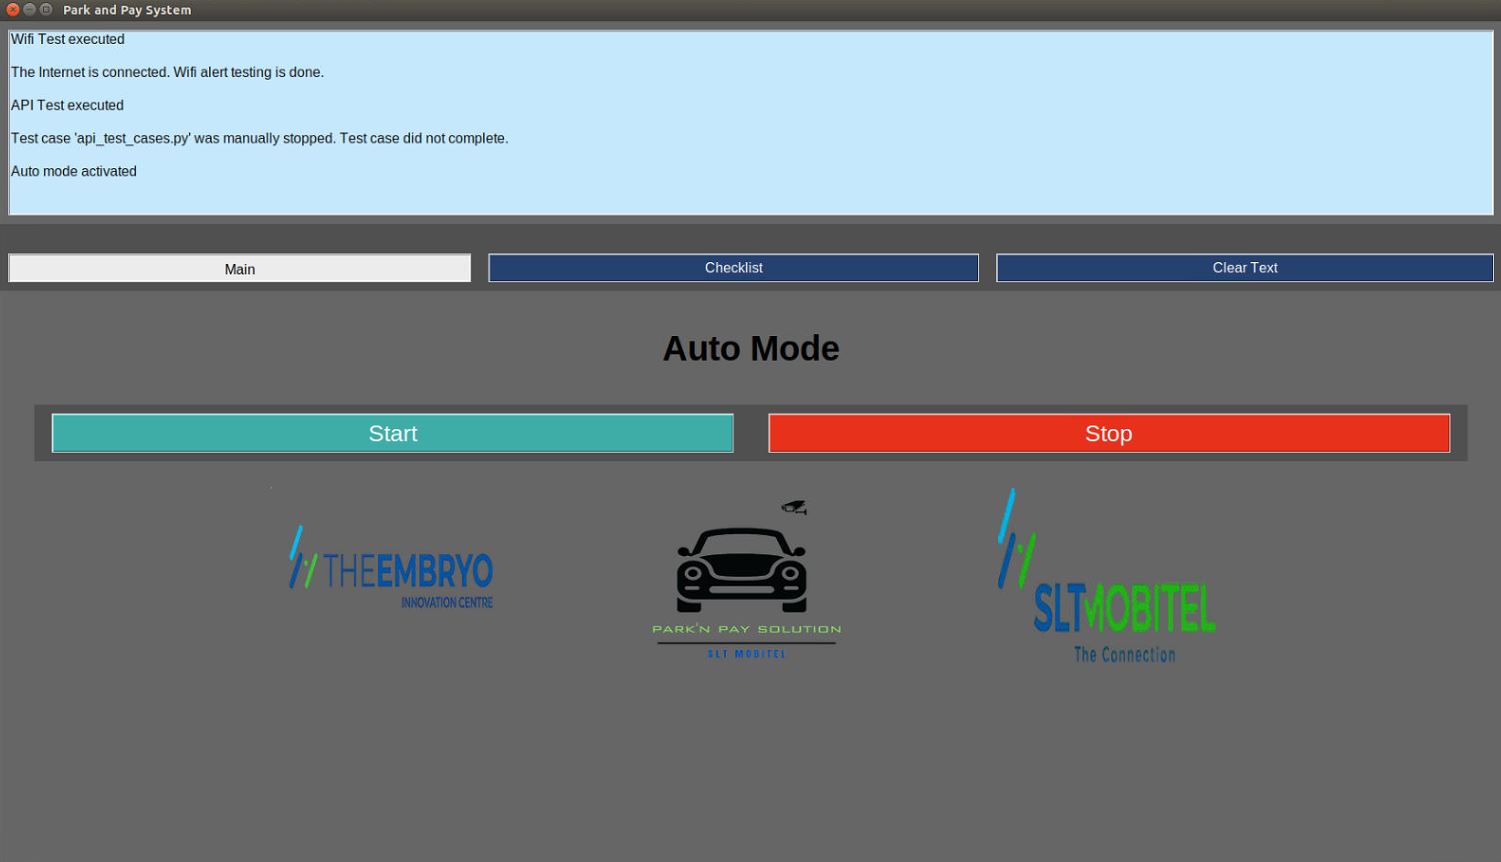 Park and Pay System
Wifi Test executed
The Internet is connected. Wifi alert testing is done.
API Test executed
Test case 'api_test_cases.py' was manually stopped. Test case did not complete.
Auto mode activated
Main
Checklist
Clear Text
Auto Mode
Start
Stop
THEEMBRYO
INNOVATION CENTRE
PARK'N PAY SOLUTION
SLT MOBITEL
SLTMOBITEL
The Connection